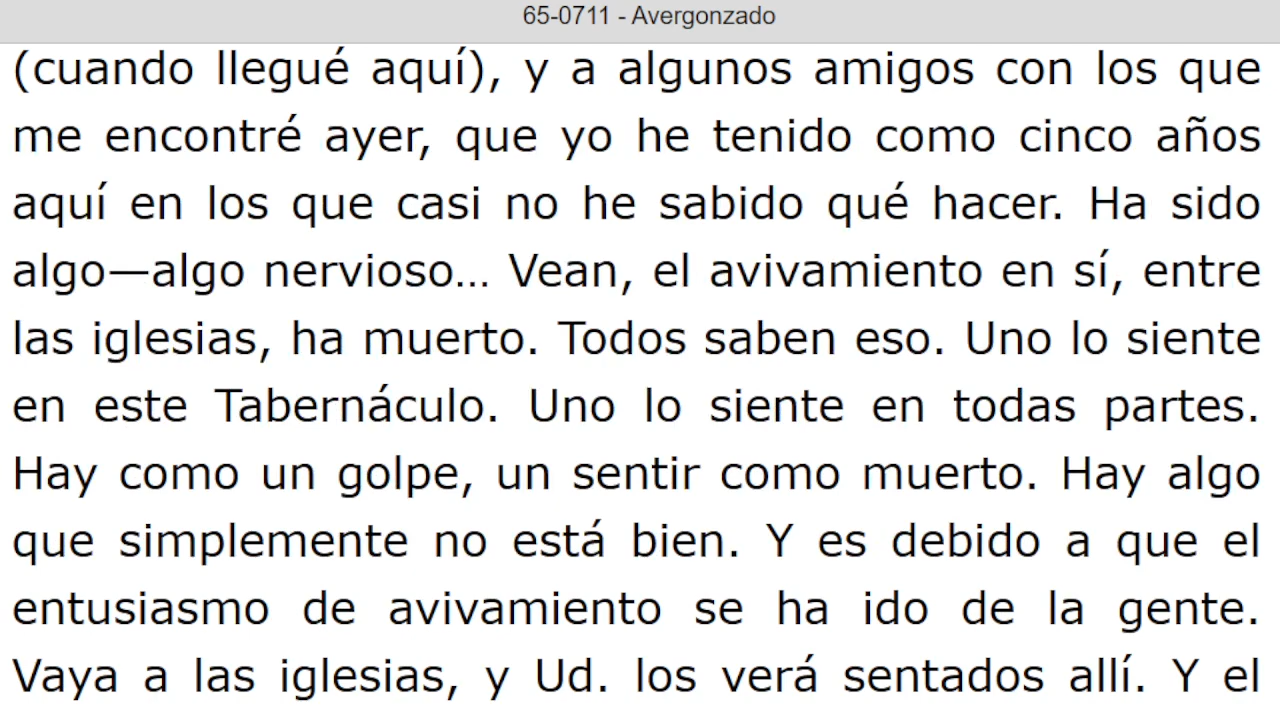 65-0711 - Avergonzado
(cuando llegué aquí), y a algunos amigos con los que
me encontré ayer, que yo he tenido como cinco años
aquí en los que casi no he sabido qué hacer. Ha sido
algo—algo nervioso… Vean, el avivamiento en sí, entre
las iglesias, ha muerto. Todos saben eso. Uno lo siente
en este Tabernáculo. Uno lo siente en todas partes.
Hay como un golpe, un sentir como muerto. Hay algo
que simplemente no está bien. Y es debido a que el
entusiasmo de avivamiento se ha ido de la gente.
Vaya a las iglesias, y Ud. los verá sentados allí. Y el